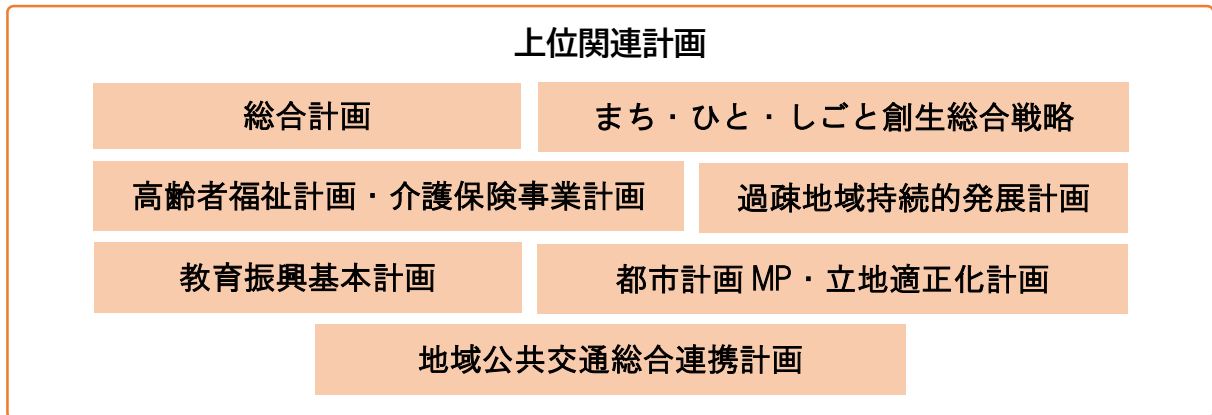 上位関連計画
総合計画
まち・ひと・しごと創生総合戦略
高齢者福祉計画・介護保険事業計画
過疎地域持続的発展計画
教育振興基本計画
都市計画 MP・立地適正化計画
地域公共交通総合連携計画